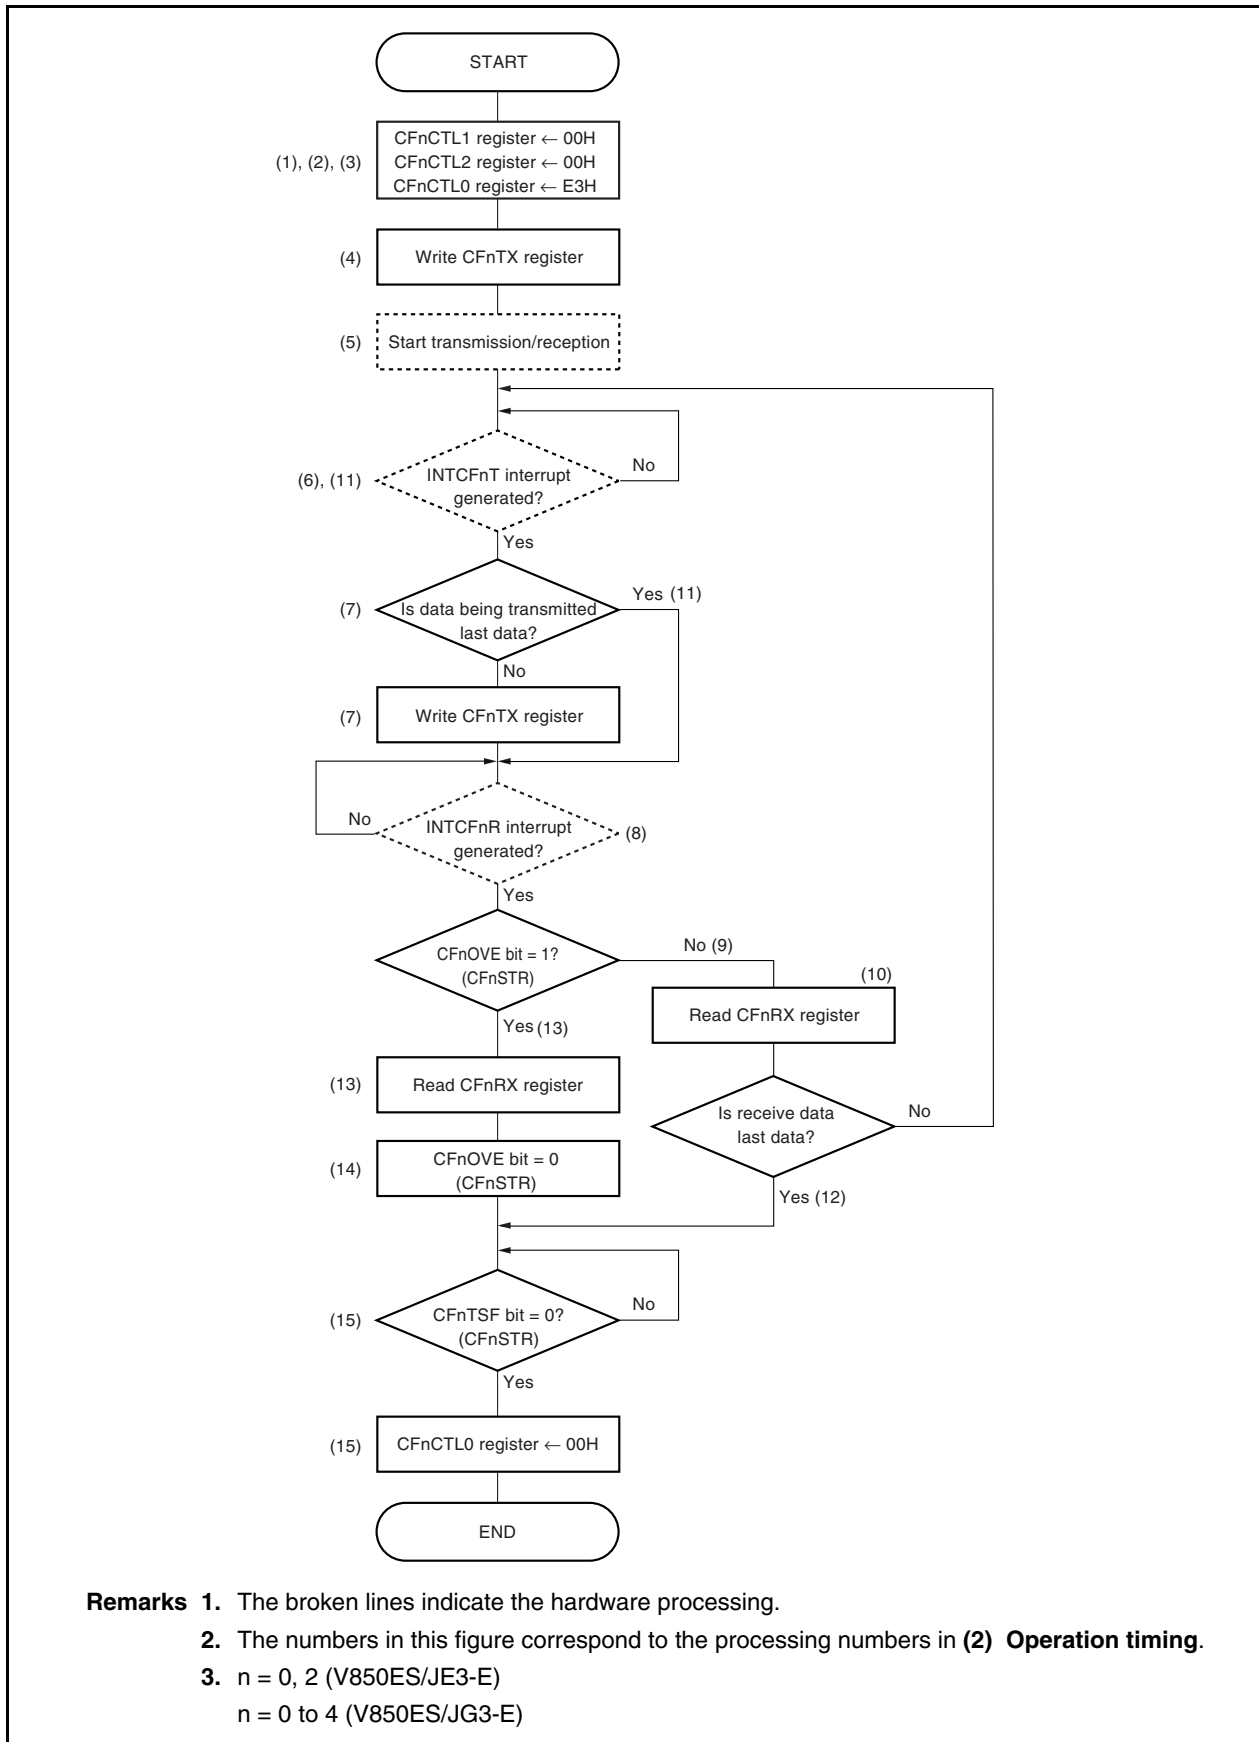 START
(1), (2), (3)
CFnCTL1 register ← 00H
CFnCTL2 register ← 00H
CFnCTL0 register ← E3H
(4)
Write CFnTX register
(5)
Start transmission/reception
(6), (11)
INTCFnT interrupt
generated?
No
Yes
(7)
Is data being transmitted
last data?
Yes (11)
No
(7)
Write CFnTX register
No
INTCFnR interrupt
generated?
(8)
Yes
CFnOVE bit = 1?
(CFnSTR)
No (9)
(10)
Read CFnRX register
Yes (13)
(13)
Read CFnRX register
Is receive data
last data?
No
(14)
CFnOVE bit = 0
(CFnSTR)
Yes (12)
(15)
CFnTSF bit = 0?
(CFnSTR)
No
Yes
(15)
CFnCTL0 register ← 00H
END
Remarks 1. The broken lines indicate the hardware processing.
2. The numbers in this figure correspond to the processing numbers in (2) Operation timing.
3. n = 0, 2 (V850ES/JE3-E)
n = 0 to 4 (V850ES/JG3-E)